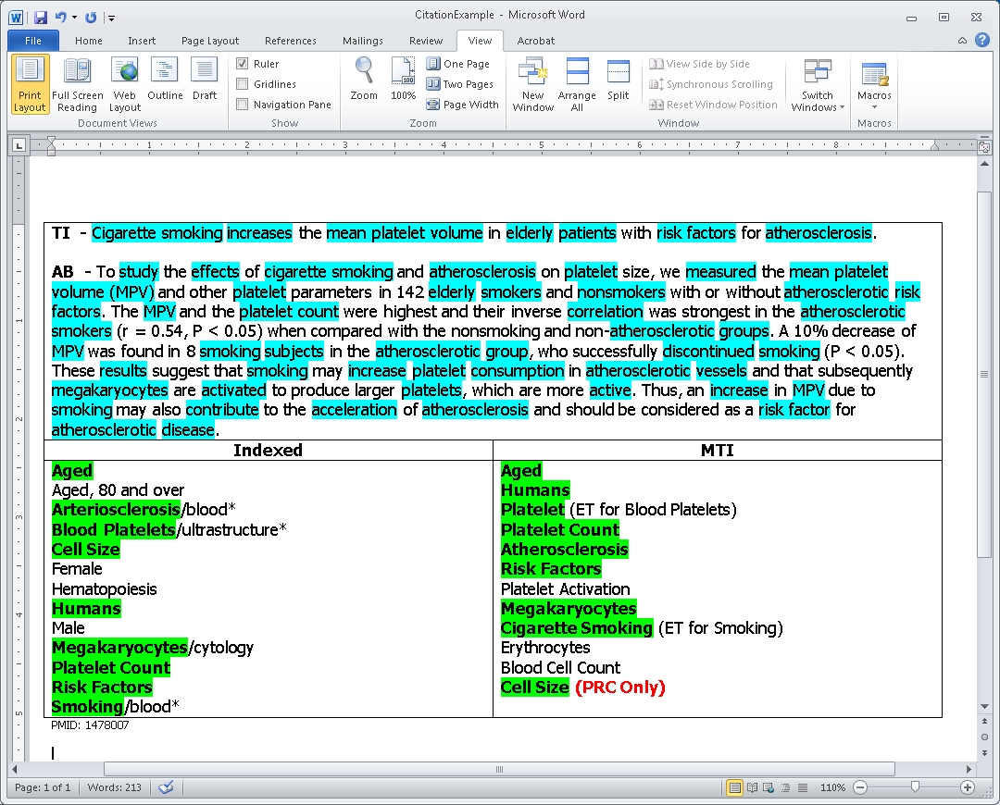 CitationExample - Microsoft Word
File Home Insert Page Layout References Mailings Review View Acrobat
Print Layout
Full Screen Reading
Web Layout
Outline
Draft
Document Views
Ruler
Gridlines
Navigation Pane
Show
Zoom
100%
One Page
Two Pages
Page Width
Zoom
New Window
Arrange All
Split
View Side by Side
Synchronous Scrolling
Reset Window Position
Window
Switch Windows
Macros
Macros
1 2 3 4 5 6 7 8
TI - Cigarette smoking increases the mean platelet volume in elderly patients with risk factors for atherosclerosis.
AB - To study the effects of cigarette smoking and atherosclerosis on platelet size, we measured the mean platelet
volume (MPV) and other platelet parameters in 142 elderly smokers and nonsmokers with or without atherosclerotic risk
factors. The MPV and the platelet count were highest and their inverse correlation was strongest in the atherosclerotic
smokers (r = 0.54, P < 0.05) when compared with the nonsmoking and non-atherosclerotic groups. A 10% decrease of
MPV was found in 8 smoking subjects in the atherosclerotic group, who successfully discontinued smoking (P < 0.05).
These results suggest that smoking may increase platelet consumption in atherosclerotic vessels and that subsequently
megakaryocytes are activated to produce larger platelets, which are more active. Thus, an increase in MPV due to
smoking may also contribute to the acceleration of atherosclerosis and should be considered as a risk factor for
atherosclerotic disease.
Indexed
Aged
Aged, 80 and over
Arteriosclerosis/blood*
Blood Platelets/ultrastructure*
Cell Size
Female
Hematopoiesis
Humans
Male
Megakaryocytes/cytology
Platelet Count
Risk Factors
Smoking/blood*
MTI
Aged
Humans
Platelet (ET for Blood Platelets)
Platelet Count
Atherosclerosis
Risk Factors
Platelet Activation
Megakaryocytes
Cigarette Smoking (ET for Smoking)
Erythrocytes
Blood Cell Count
Cell Size (PRC Only)
PMID: 1478007
Page: 1 of 1 Words: 213 110%